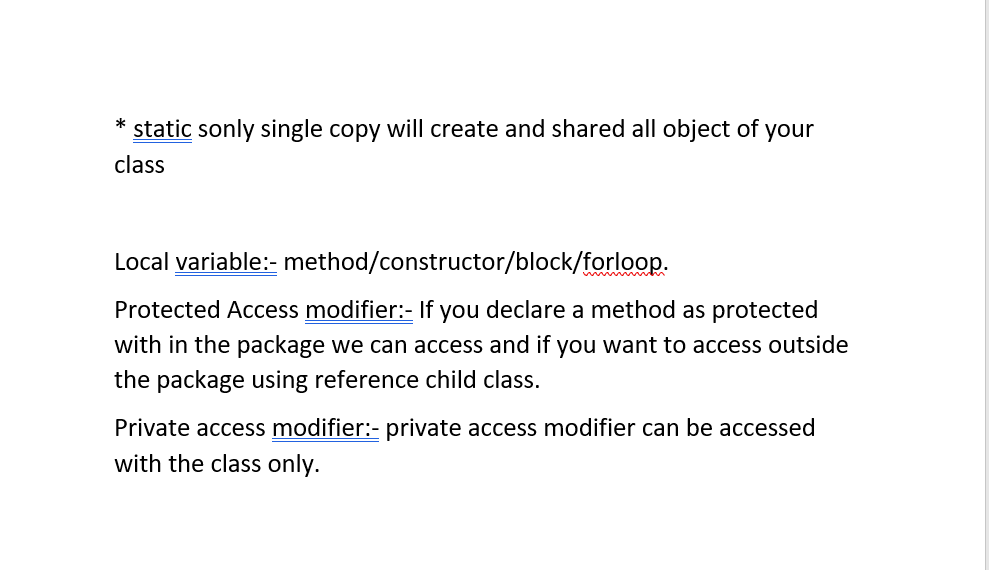 * static sonly single copy will create and shared all object of your
class
Local variable:- method/constructor/block/forloop.
Protected Access modifier:- If you declare a method as protected
with in the package we can access and if you want to access outside
the package using reference child class.
Private access modifier:- private access modifier can be accessed
with the class only.